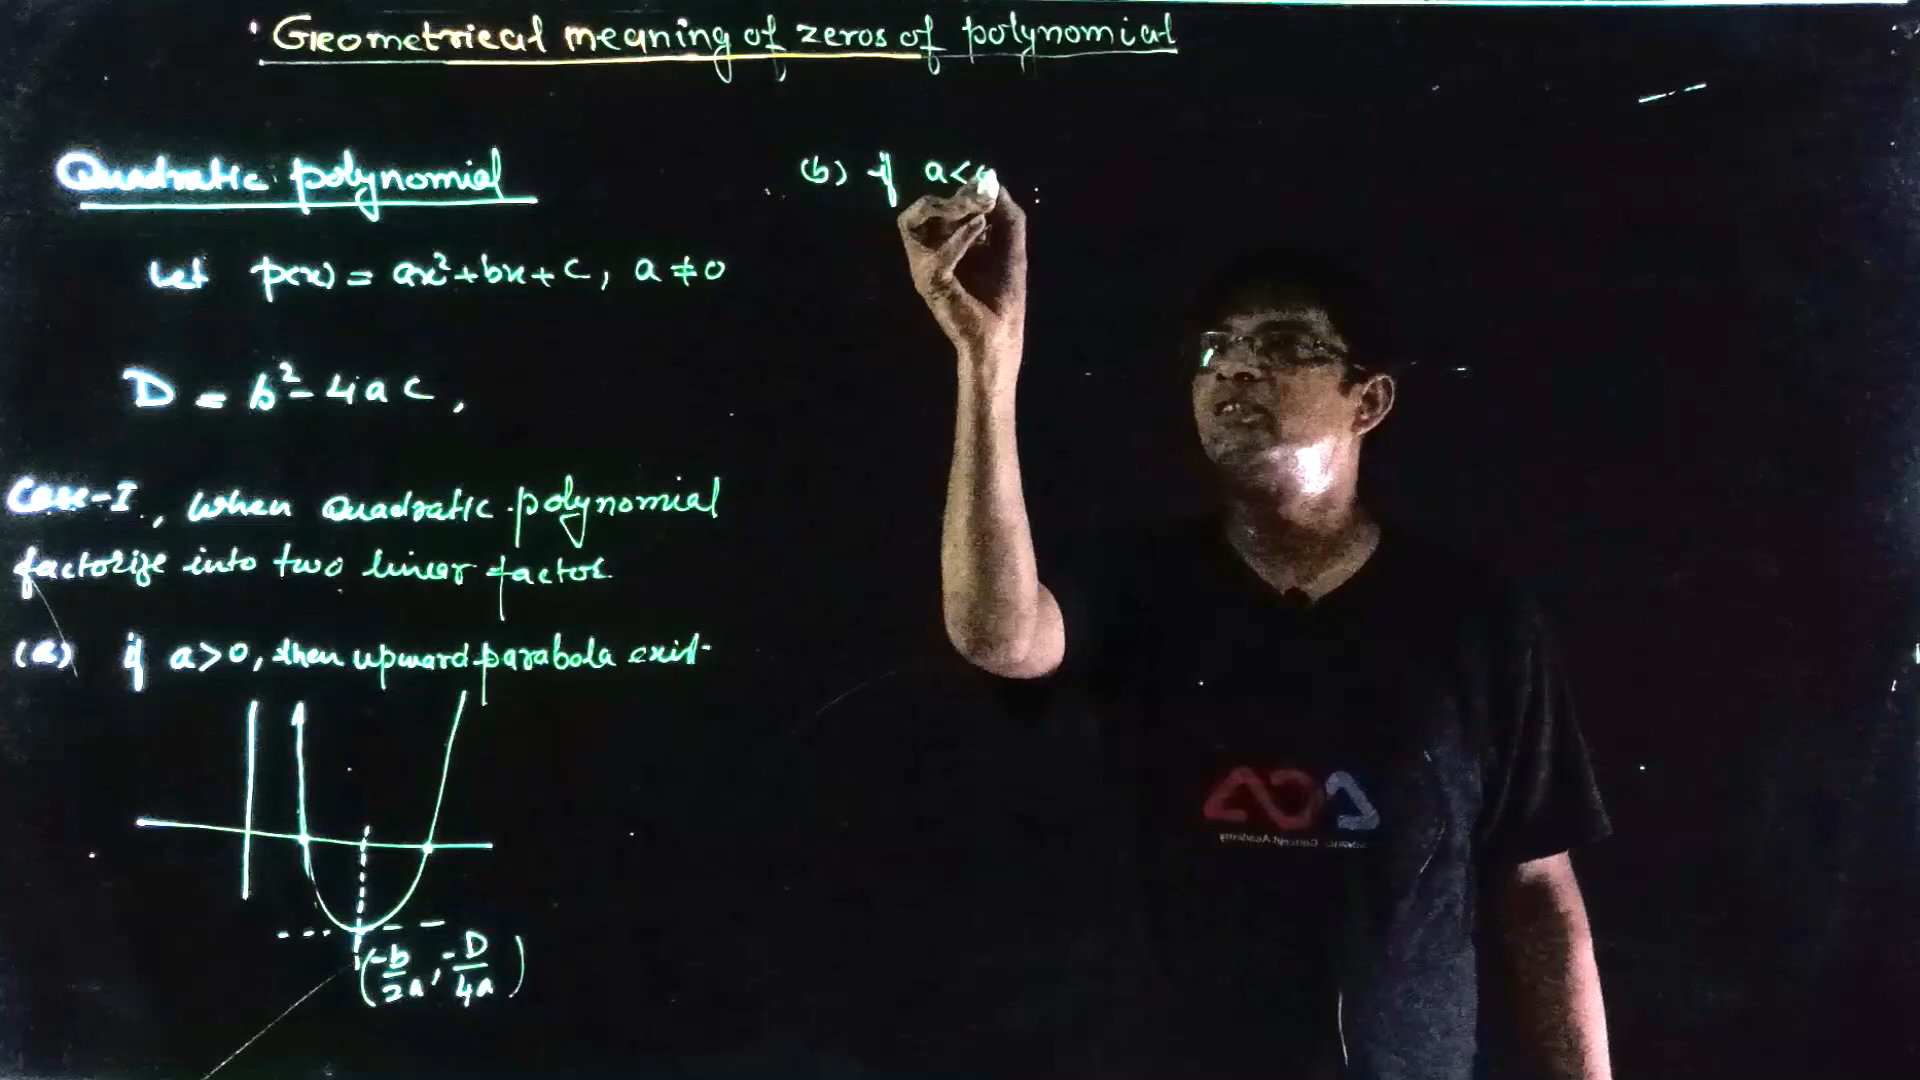 Geometrical meaning of zeros of polynomial
Quadratic polynomial
Let p(x) = ax²+bx+c, a ≠ 0
D = b²-4ac,
Case-I, when Quadratic polynomial
factorize into two linear factor.
(a) if a>0, then upward parabola exist.
(-b/2a, -D/4a)
(b) if a<